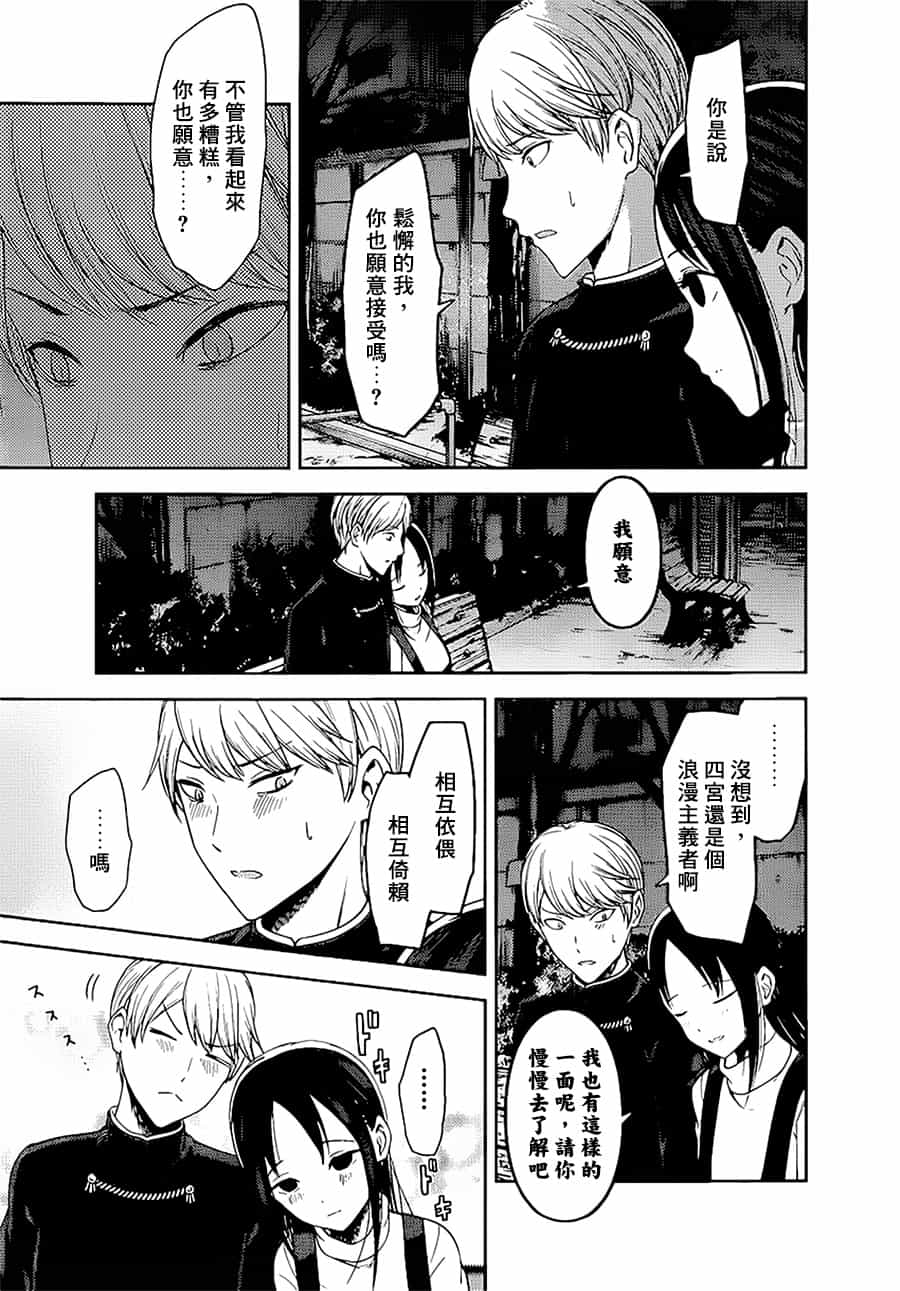 你是說
鬆懈的我，
你也願意接受嗎……？
不管我看起來
有多糟糕，
你也願意……？
我願意
………
沒想到，
四宮還是個
浪漫主義者啊
我也有這樣的
一面呢，請你
慢慢去了解吧
相互依偎
相互倚賴
……嗎
……
ドキ
ドキ
スススス…